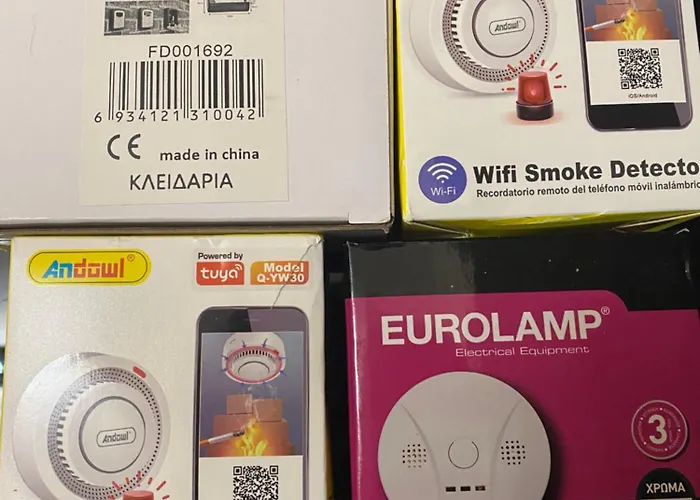 FD001692
6 934121 310042
CE made in china
ΚΛΕΙΔΑΡΙΑ
Andowl
iOS/Android
Wi-Fi
Wifi Smoke Detecto
Recordatorio remoto del teléfono móvil inalámbric
Andowl®
Powered by
tuya
Model
Q-YW30
Andowl
EUROLAMP®
Electrical Equipment
3
ΧΡΩΜΑ